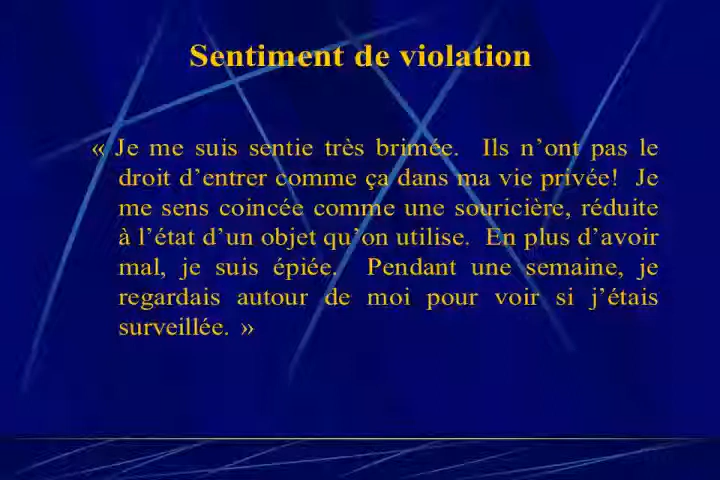 Sentiment de violation
« Je me suis sentie très brimée. Ils n’ont pas le
droit d’entrer comme ça dans ma vie privée! Je
me sens coincée comme une souricière, réduite
à l’état d’un objet qu’on utilise. En plus d’avoir
mal, je suis épiée. Pendant une semaine, je
regardais autour de moi pour voir si j’étais
surveillée. »